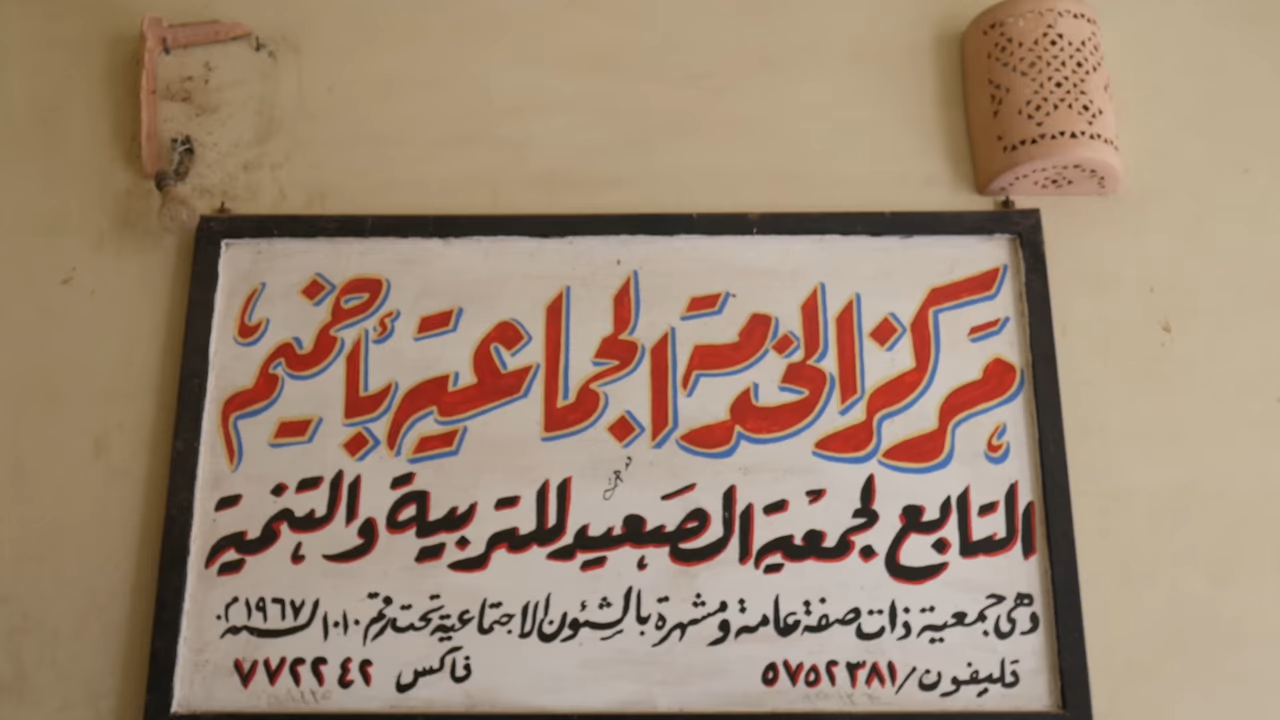 مركز الخدمة الجماعية بأخميم
التابع لجمعية الصعيد للتربية والتنمية
وهى جمعية ذات صفة عامة ومشهرة بالشئون الاجتماعية تحت رقم ١٠١٠ لسنة ١٩٦٧م.
تليفون/ ٥٧٥٢٣٨١ فاكس ٧٧٢٢٤٢